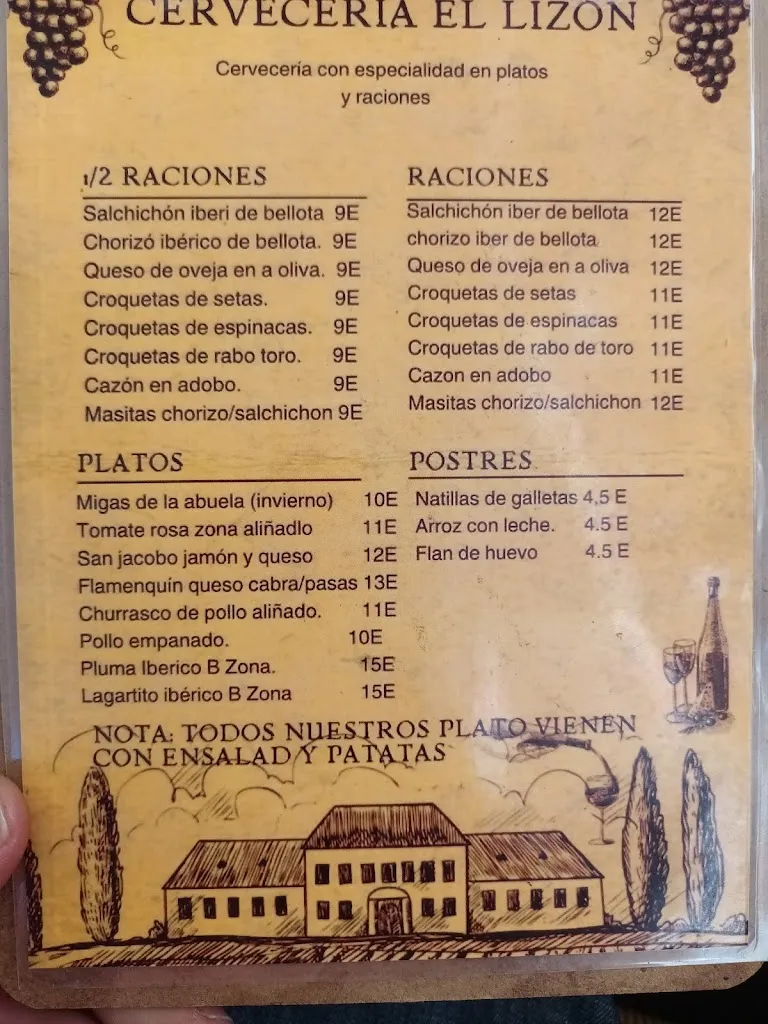 CERVECERÍA EL LIZÓN
Cervecería con especialidad en platos
y raciones
1/2 RACIONES
Salchichón iberi de bellota 9E
Chorizó ibérico de bellota. 9E
Queso de oveja en a oliva. 9E
Croquetas de setas. 9E
Croquetas de espinacas. 9E
Croquetas de rabo toro. 9E
Cazón en adobo. 9E
Masitas chorizo/salchichon 9E
RACIONES
Salchichón iber de bellota 12E
chorizo iber de bellota 12E
Queso de oveja en a oliva 12E
Croquetas de setas 11E
Croquetas de espinacas 11E
Croquetas de rabo de toro 11E
Cazon en adobo 11E
Masitas chorizo/salchichon 12E
PLATOS
Migas de la abuela (invierno) 10E
Tomate rosa zona aliñadlo 11E
San jacobo jamón y queso 12E
Flamenquín queso cabra/pasas 13E
Churrasco de pollo aliñado. 11E
Pollo empanado. 10E
Pluma Iberico B Zona. 15E
Lagartito ibérico B Zona 15E
POSTRES
Natillas de galletas 4,5 E
Arroz con leche. 4.5 E
Flan de huevo 4.5 E
NOTA: TODOS NUESTROS PLATO VIENEN
CON ENSALAD Y PATATAS